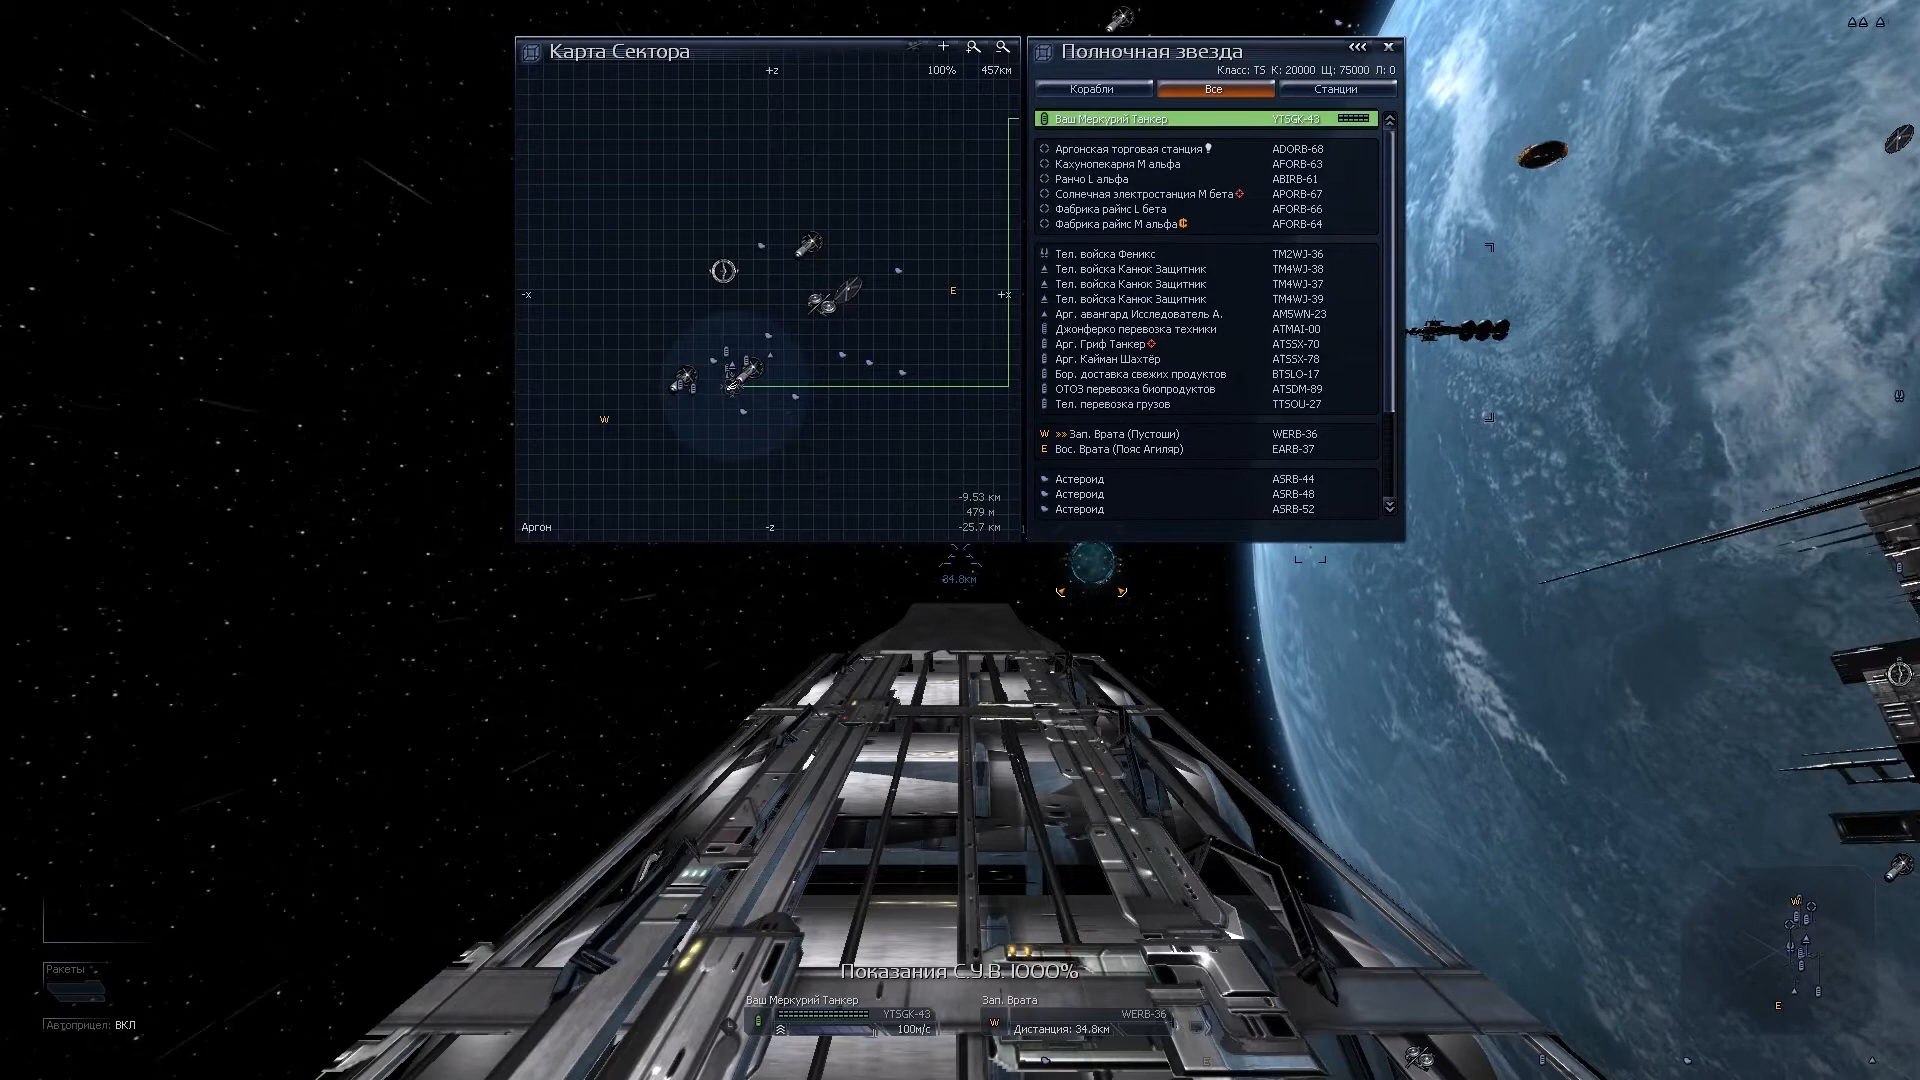 Карта Сектора
100% 457км
+z
-x
+x
E
W
-9.53 км
479 м
-25.7 км
Аргон
-z
Полночная звезда
Класс: TS К: 20000 Щ: 75000 Л: 0
Корабли Все Станции
Ваш Меркурий Танкер YTSGK-43
Аргонская торговая станция ADORB-68
Кахунопекарня М альфа AFORB-63
Ранчо L альфа ABIRB-61
Солнечная электростанция М бета APORB-67
Фабрика раймс L бета AFORB-66
Фабрика раймс М альфа AFORB-64
Тел. войска Феникс TM2WJ-36
Тел. войска Канюк Защитник TM4WJ-38
Тел. войска Канюк Защитник TM4WJ-37
Тел. войска Канюк Защитник TM4WJ-39
Арг. авангард Исследователь А. AM5WN-23
Джонферко перевозка техники ATMAI-00
Арг. Гриф Танкер ATSSX-70
Арг. Кайман Шахтёр ATSSX-78
Бор. доставка свежих продуктов BTSLO-17
ОТОЗ перевозка биопродуктов ATSDM-89
Тел. перевозка грузов TTSOU-27
W »Зап. Врата (Пустоши) WERB-36
E Вос. Врата (Пояс Агиляр) EARB-37
Астероид ASRB-44
Астероид ASRB-48
Астероид ASRB-52
34.8км
W
E
Показания С.У.В. 1000%
Ракеты
Автоприцел: ВКЛ
Ваш Меркурий Танкер
YTSGK-43
100м/с
Зап. Врата
WERB-36
W Дистанция: 34.8км
E